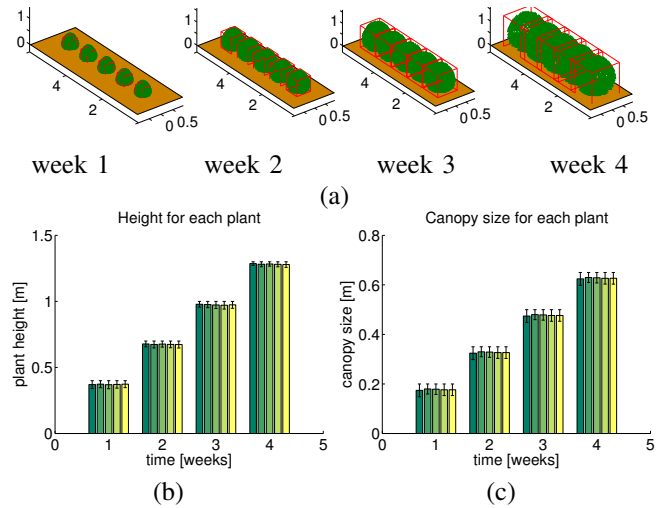 1
0
4
2
0
0.5
week 1
1
0
4
2
0
0.5
week 2
1
0
4
2
0
0.5
week 3
1
0
4
2
0
0.5
week 4
(a)
Height for each plant
plant height [m]
1.5
1
0.5
0
0 1 2 3 4 5
time [weeks]
(b)
Canopy size for each plant
canopy size [m]
0.8
0.6
0.4
0.2
0
0 1 2 3 4 5
time [weeks]
(c)